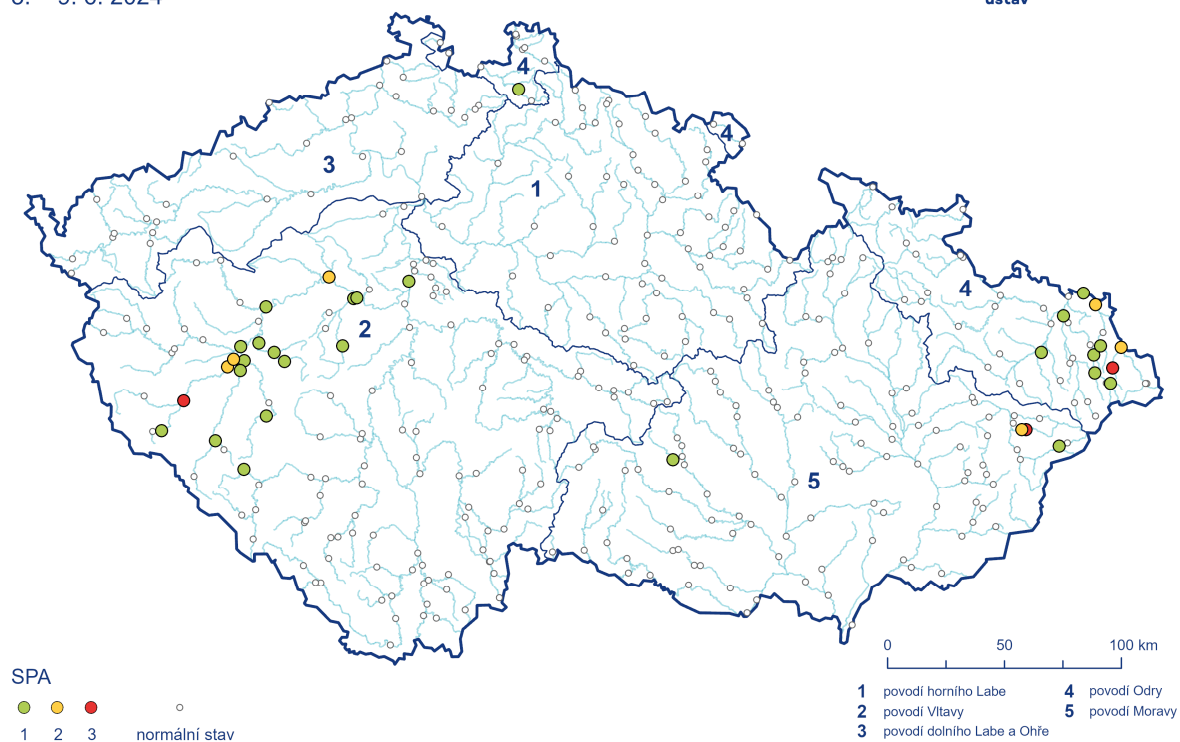 ústav
4
4
3
1
4
2
5
0 50 100 km
SPA
1 povodí horního Labe 4 povodí Odry
2 povodí Vltavy 5 povodí Moravy
3 povodí dolního Labe a Ohře
1 2 3 normální stav